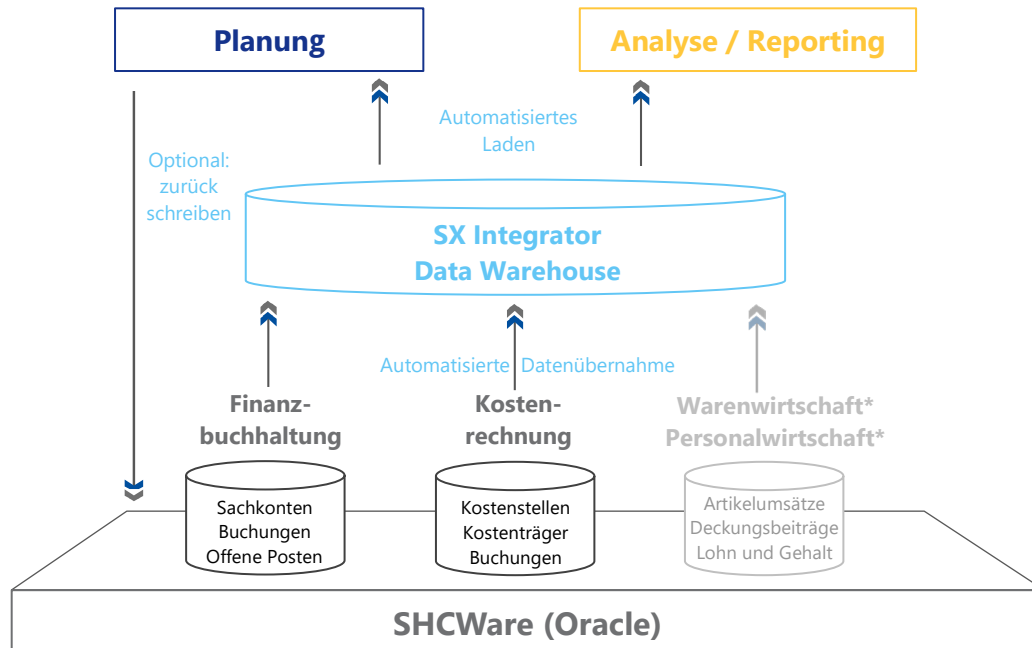 Planung
Analyse / Reporting
Automatisiertes
Laden
Optional:
zurück
schreiben
SX Integrator
Data Warehouse
Automatisierte Datenübernahme
Finanz-
buchhaltung
Kosten-
rechnung
Warenwirtschaft*
Personalwirtschaft*
Sachkonten
Buchungen
Offene Posten
Kostenstellen
Kostenträger
Buchungen
Artikelumsätze
Deckungsbeiträge
Lohn und Gehalt
SHCWare (Oracle)